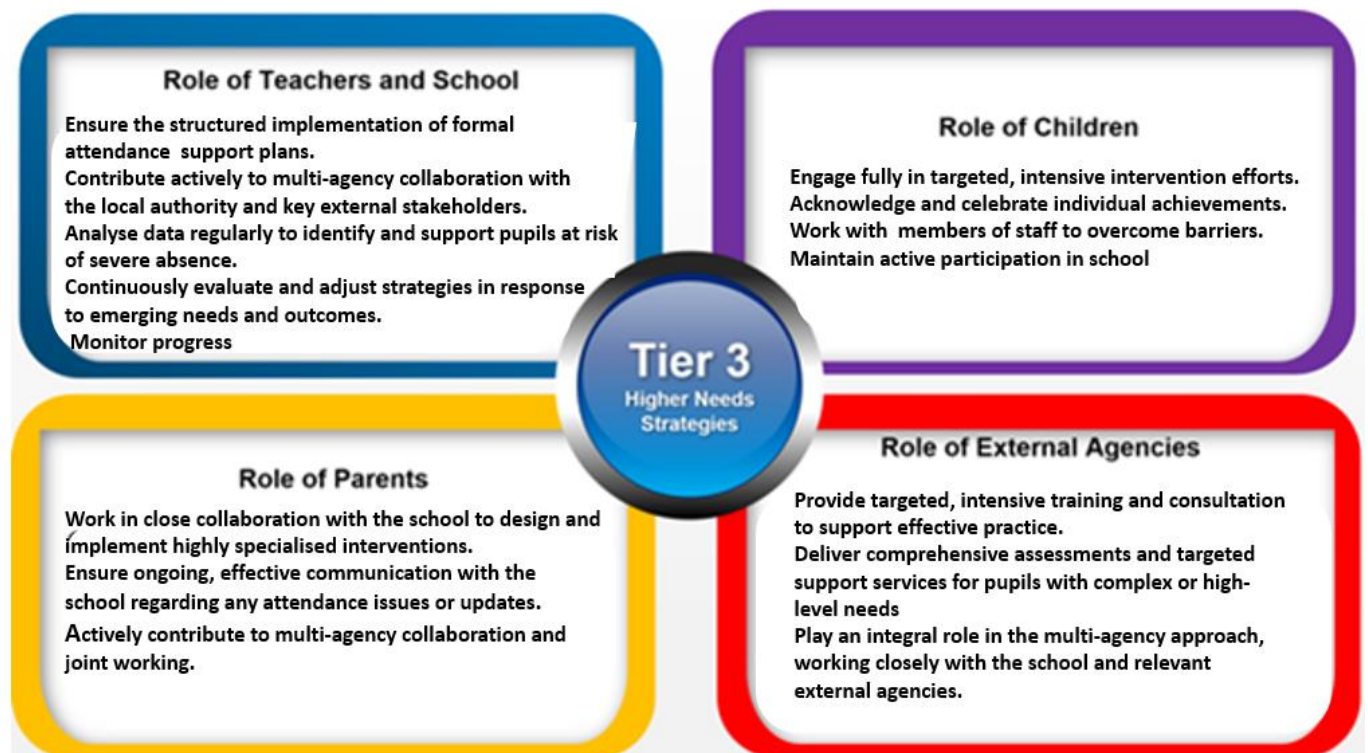 Role of Teachers and School
Ensure the structured implementation of formal
attendance support plans.
Contribute actively to multi-agency collaboration with
the local authority and key external stakeholders.
Analyse data regularly to identify and support pupils at risk
of severe absence.
Continuously evaluate and adjust strategies in response
to emerging needs and outcomes.
Monitor progress
Role of Children
Engage fully in targeted, intensive intervention efforts.
Acknowledge and celebrate individual achievements.
Work with members of staff to overcome barriers.
Maintain active participation in school
Tier 3
Higher Needs
Strategies
Role of Parents
Work in close collaboration with the school to design and
implement highly specialised interventions.
Ensure ongoing, effective communication with the
school regarding any attendance issues or updates.
Actively contribute to multi-agency collaboration and
joint working.
Role of External Agencies
Provide targeted, intensive training and consultation
to support effective practice.
Deliver comprehensive assessments and targeted
support services for pupils with complex or high-
level needs
Play an integral role in the multi-agency approach,
working closely with the school and relevant
external agencies.